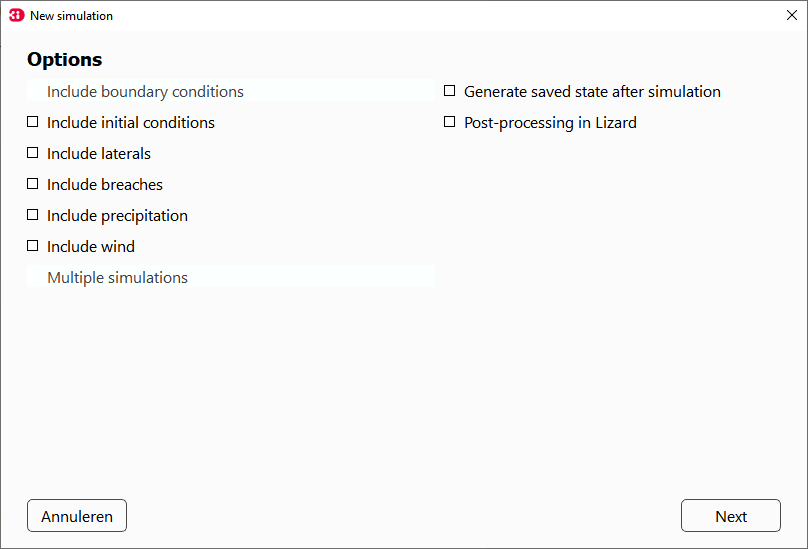 New simulation
Options
Include boundary conditions
Include initial conditions
Include laterals
Include breaches
Include precipitation
Include wind
Multiple simulations
Generate saved state after simulation
Post-processing in Lizard
Annuleren
Next